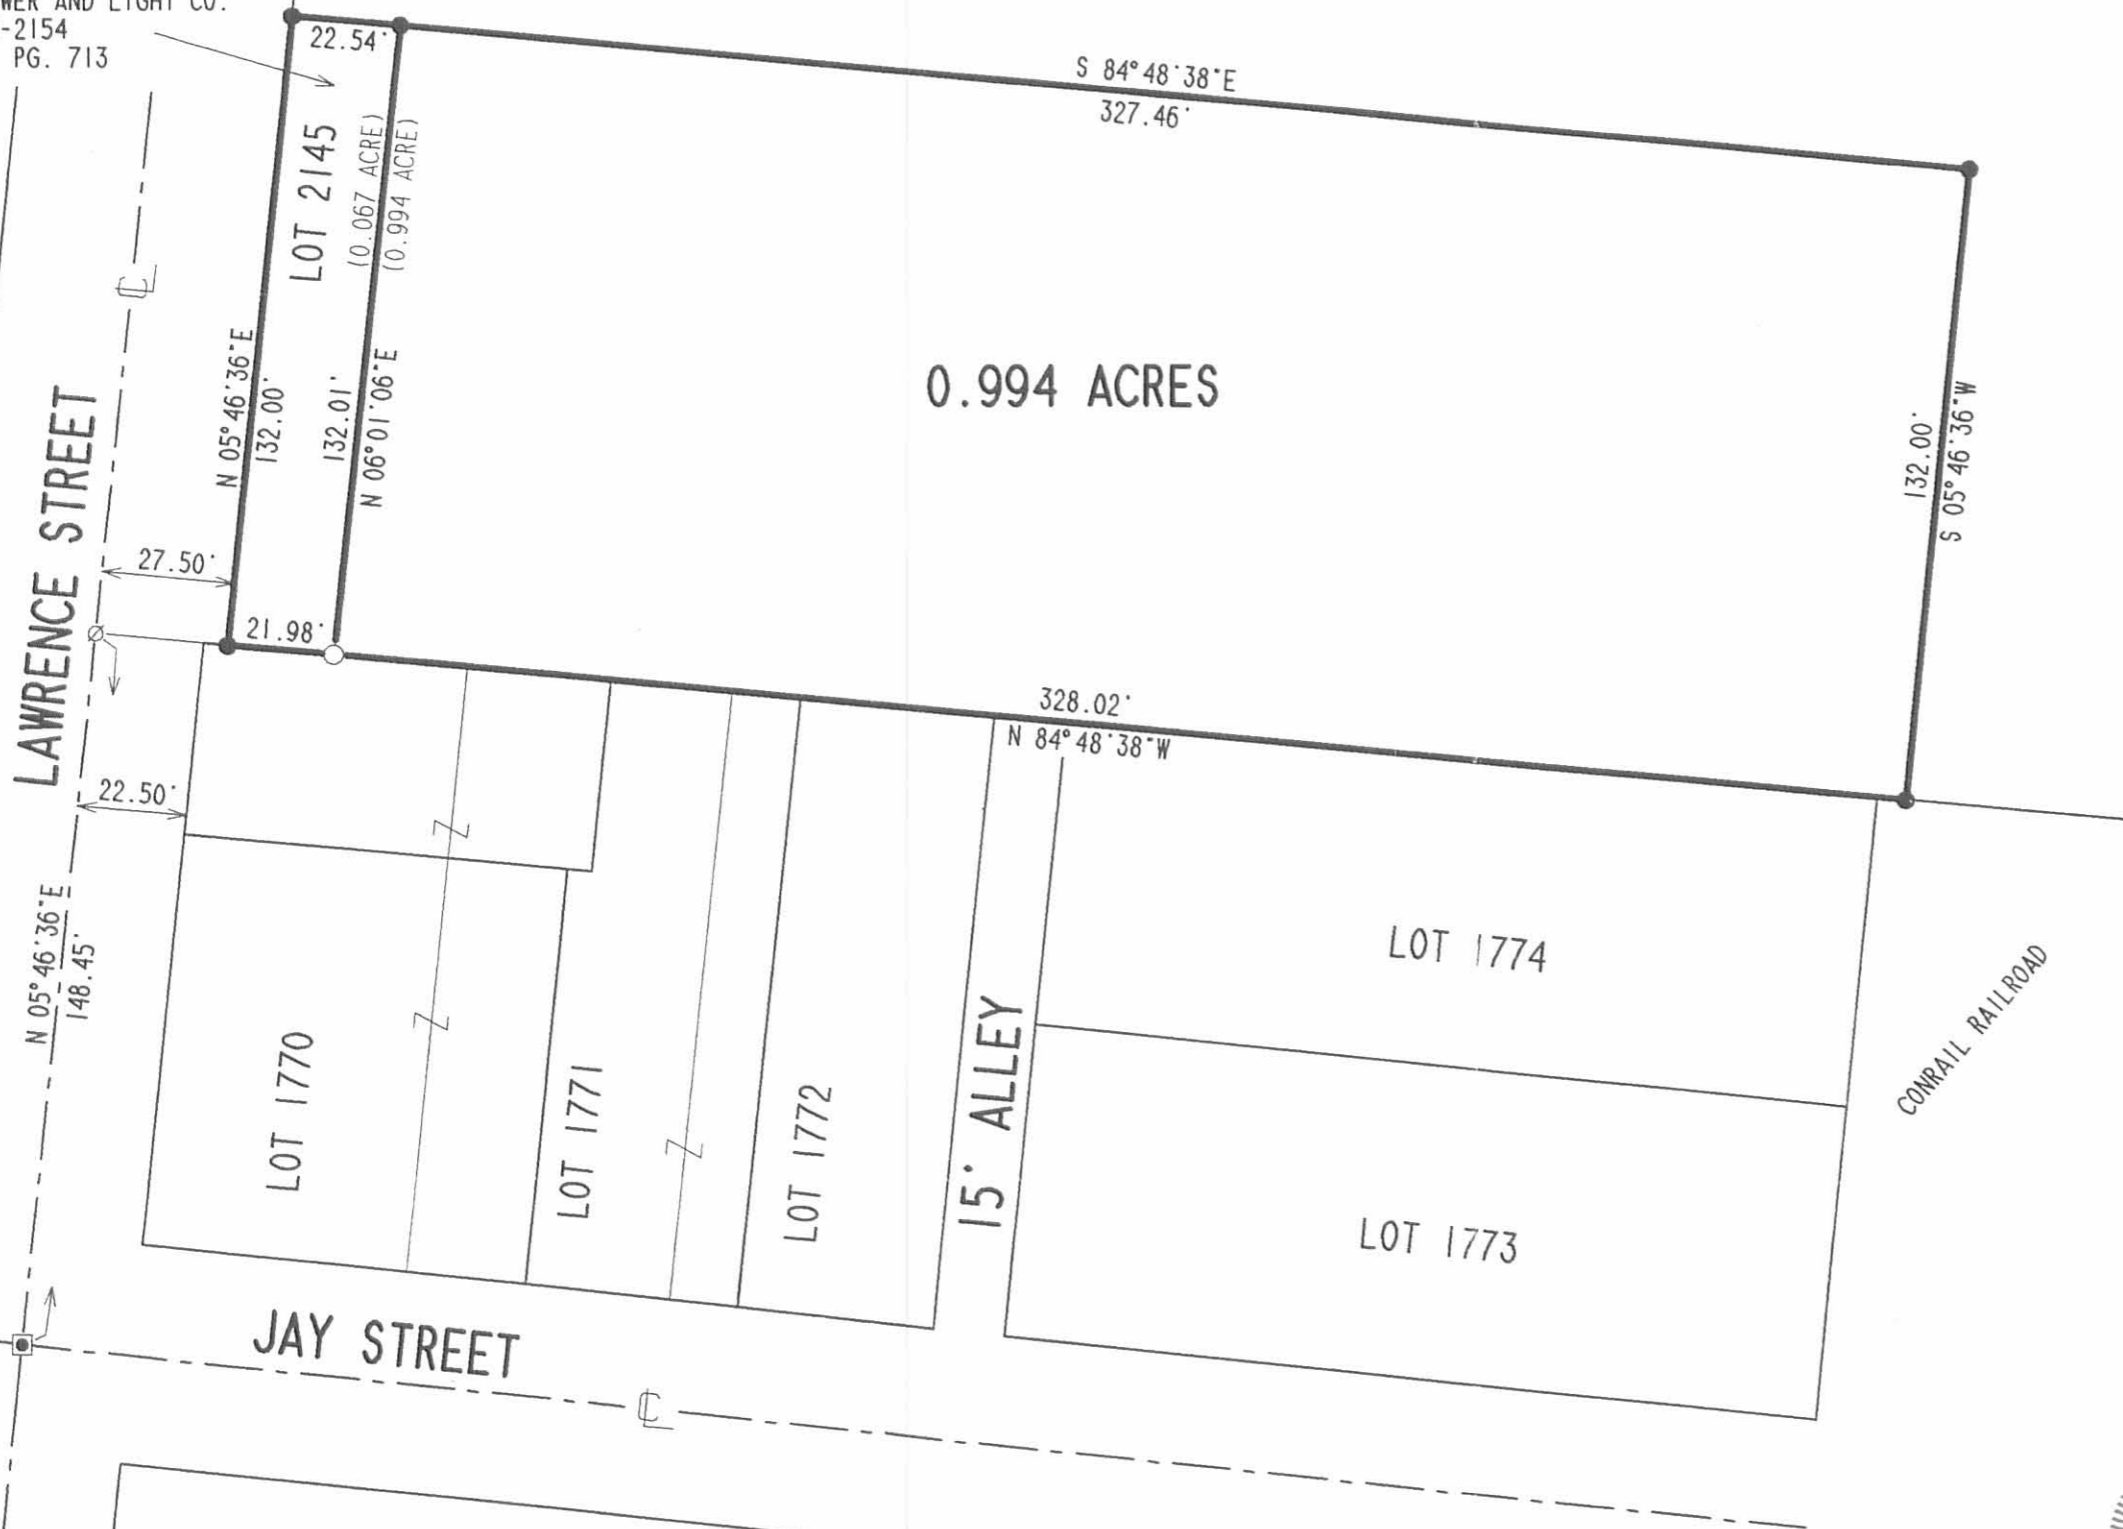 AND LIGHT CO.
-2154
PG. 713
22.54'
S 84°48'38"E
327.46'
LOT 2145
(0.067 ACRE)
(0.994 ACRE)
N 05°46'36"E
132.00'
132.01'
N 06°01'06"E
0.994 ACRES
132.00'
S 05°46'36"W
LAWRENCE STREET
27.50'
21.98'
328.02'
N 84°48'38"W
22.50'
N 05°46'36"E
148.45'
LOT 1770
LOT 1771
LOT 1772
15' ALLEY
LOT 1774
LOT 1773
CONRAIL RAILROAD
JAY STREET